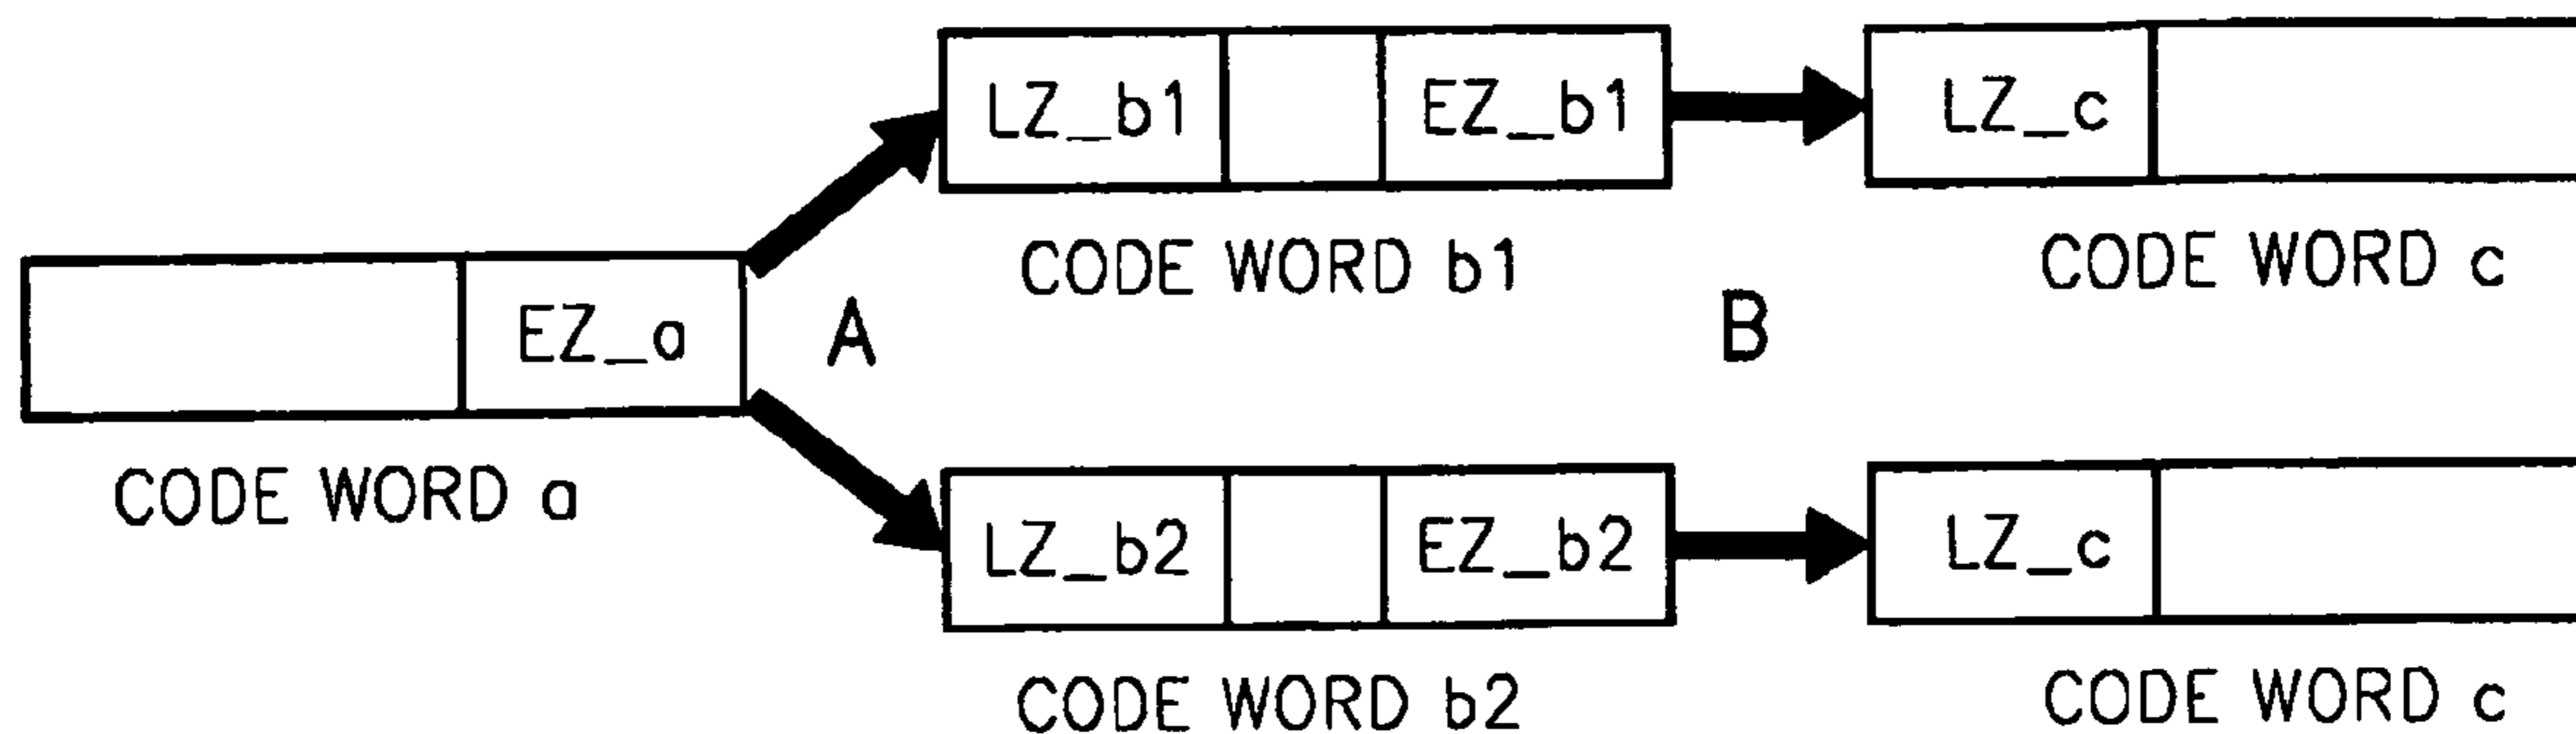 LZ_b1 EZ_b1 LZ_c
CODE WORD b1 CODE WORD c
EZ_a A B
CODE WORD a
LZ_b2 EZ_b2 LZ_c
CODE WORD b2 CODE WORD c